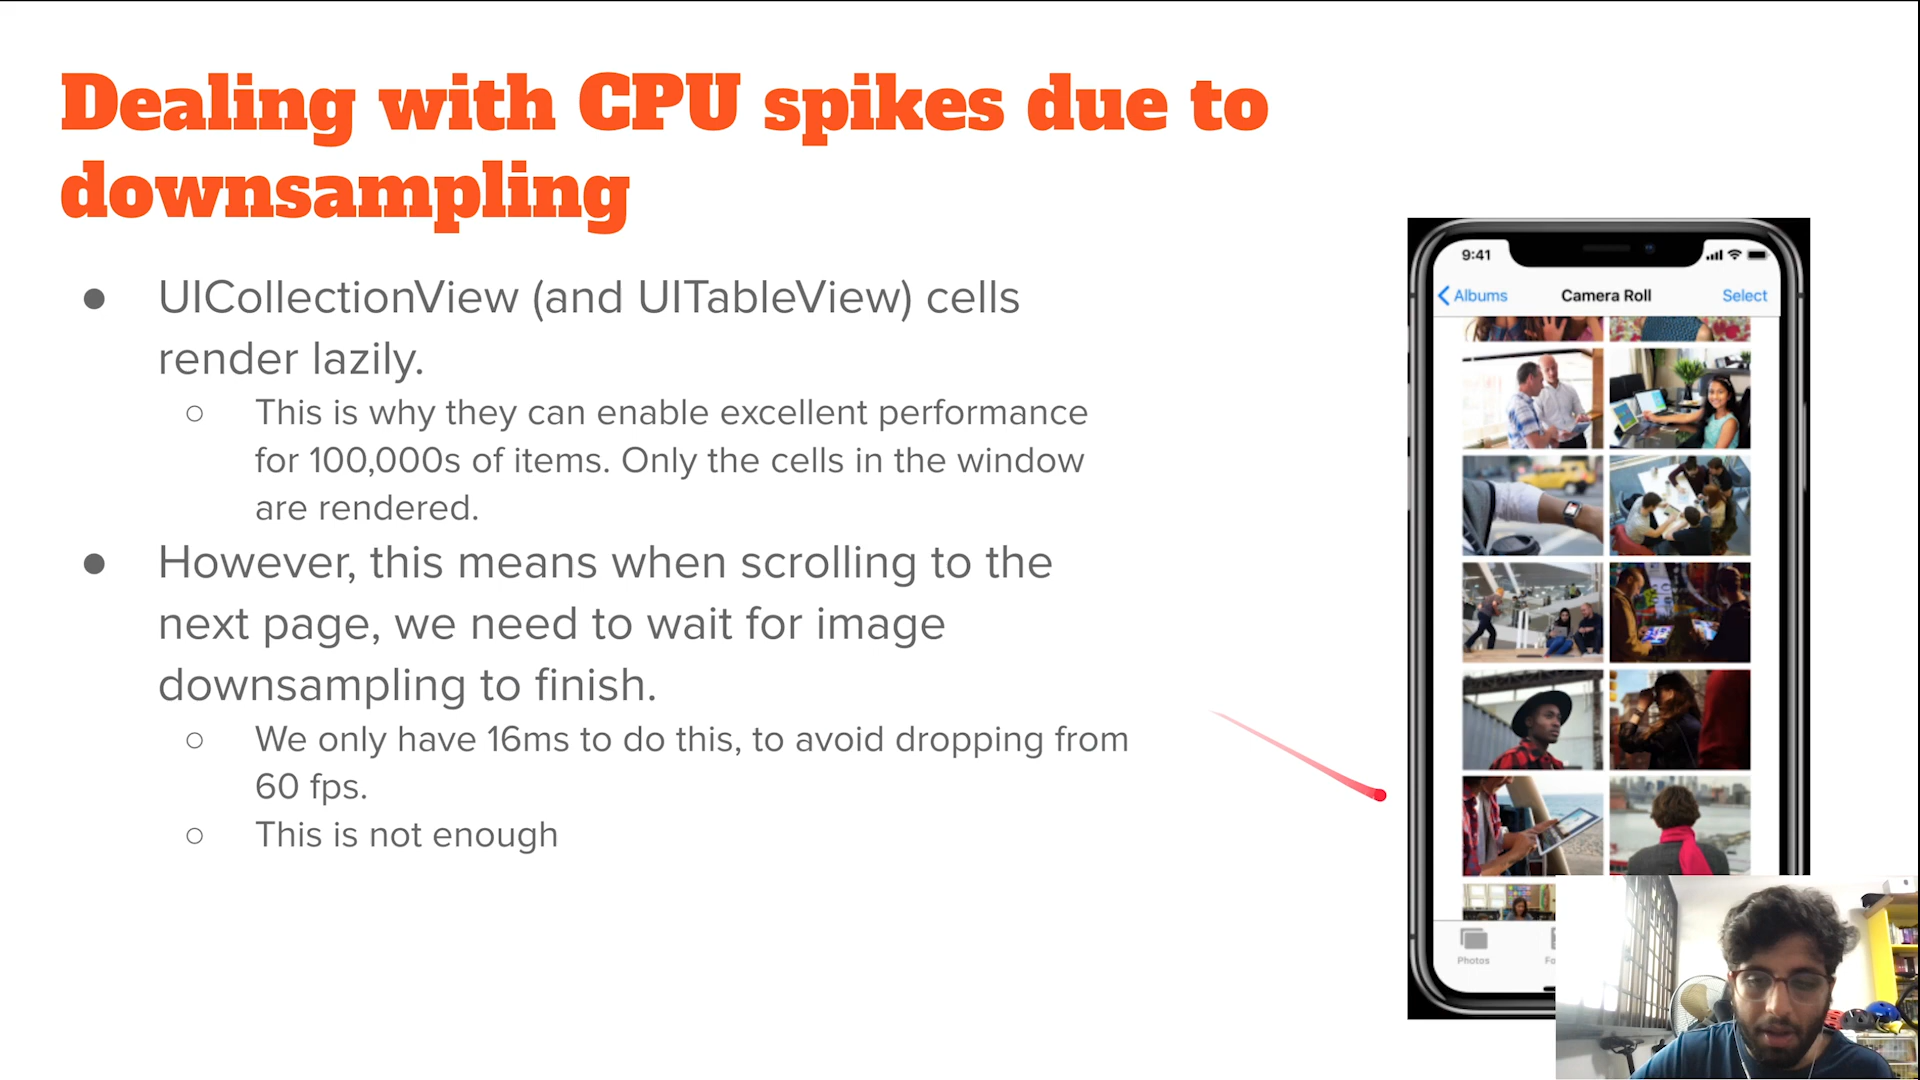 Dealing with CPU spikes due to
downsampling
● UICollectionView (and UITableView) cells
render lazily.
○ This is why they can enable excellent performance
for 100,000s of items. Only the cells in the window
are rendered.
● However, this means when scrolling to the
next page, we need to wait for image
downsampling to finish.
○ We only have 16ms to do this, to avoid dropping from
60 fps.
○ This is not enough
9:41
Albums Camera Roll Select
Photos Fo